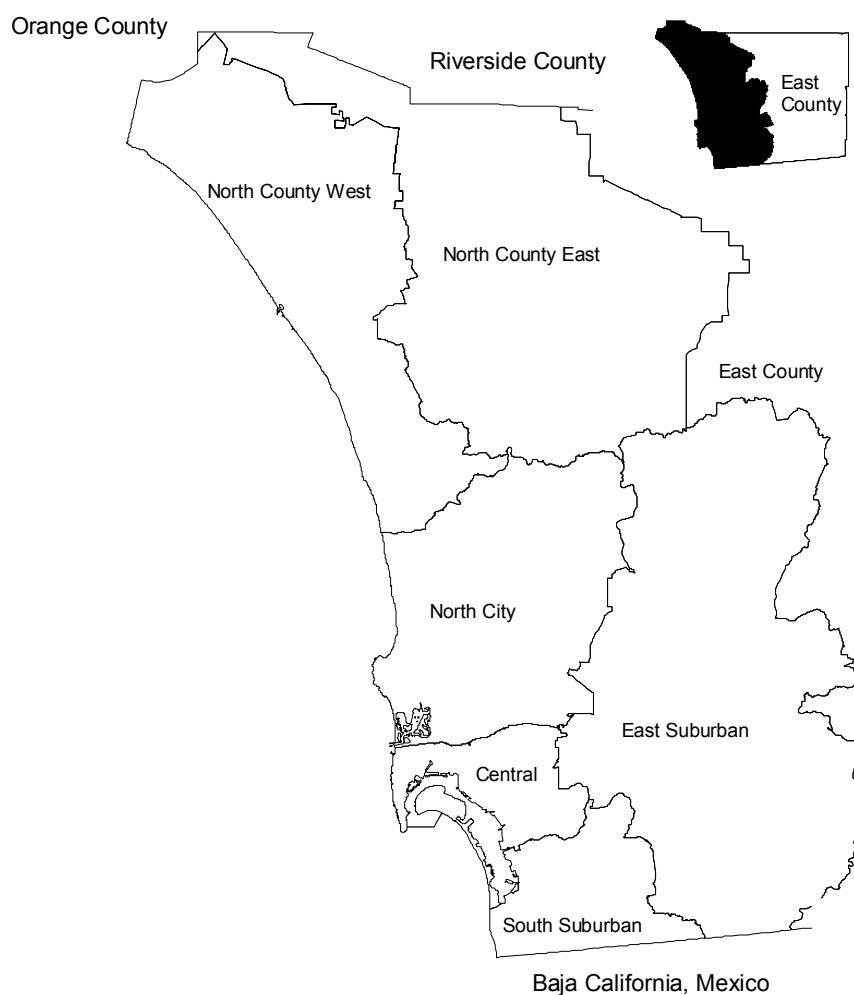 Orange County
Riverside County
East
County
North County West
North County East
East County
North City
East Suburban
Central
South Suburban
Baja California, Mexico